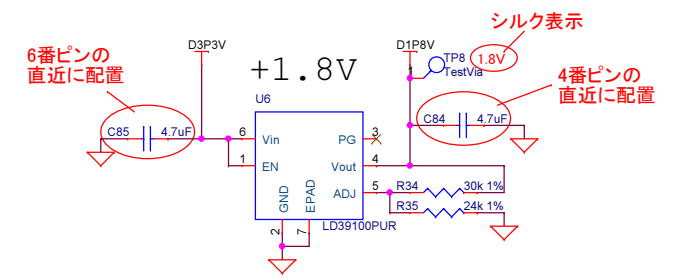 シルク表示
D3P3V
D1P8V
6番ピンの
直近に配置
+1.8V
TP8
1.8V
TestVia
1
4番ピンの
直近に配置
U6
C85
4.7uF
C84
4.7uF
6
Vin
PG
3
1
EN
Vout
4
ADJ
5
R34
30k 1%
R35
24k 1%
GND
EPAD
LD39100PUR
2
7